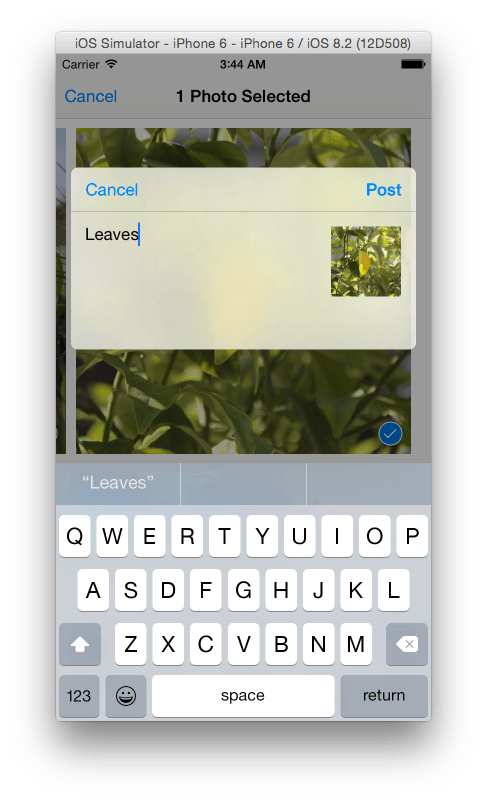 iOS Simulator - iPhone 6 - iPhone 6 / iOS 8.2 (12D508)
Carrier 3:44 AM
Cancel 1 Photo Selected
Cancel Post
Leaves
“Leaves”
Q W E R T Y U I O P
A S D F G H J K L
Z X C V B N M
123 space return